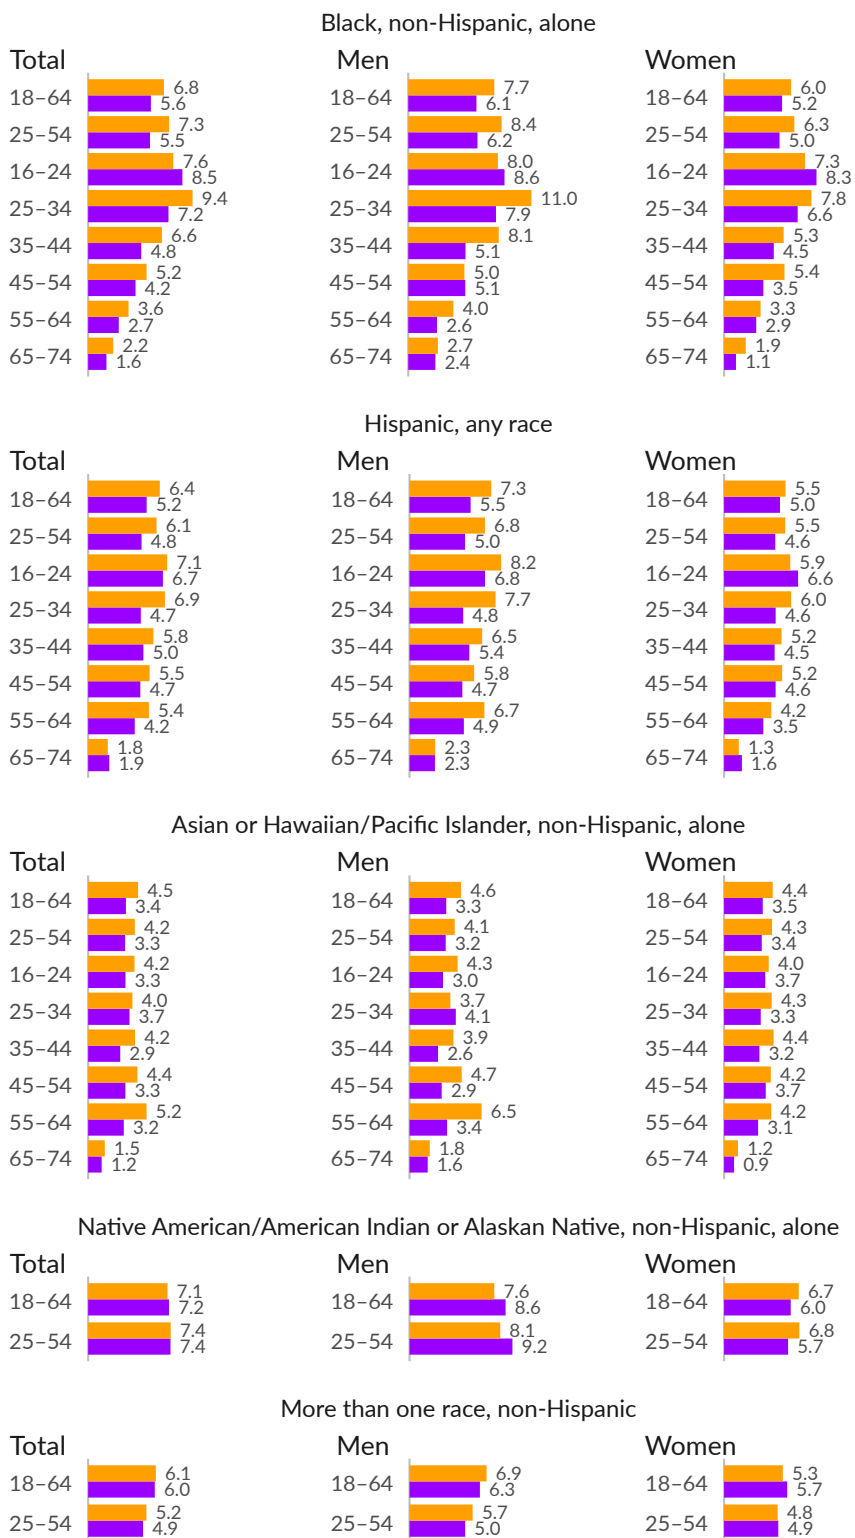 Black, non-Hispanic, alone
Total Men Women
18–64 6.8 5.6 18–64 7.7 6.1 18–64 6.0 5.2
25–54 7.3 5.5 25–54 8.4 6.2 25–54 6.3 5.0
16–24 7.6 8.5 16–24 8.0 8.6 16–24 7.3 8.3
25–34 9.4 7.2 25–34 11.0 7.9 25–34 7.8 6.6
35–44 6.6 4.8 35–44 8.1 5.1 35–44 5.3 4.5
45–54 5.2 4.2 45–54 5.0 5.1 45–54 5.4 3.5
55–64 3.6 2.7 55–64 4.0 2.6 55–64 3.3 2.9
65–74 2.2 1.6 65–74 2.7 2.4 65–74 1.9 1.1
Hispanic, any race
Total Men Women
18–64 6.4 5.2 18–64 7.3 5.5 18–64 5.5 5.0
25–54 6.1 4.8 25–54 6.8 5.0 25–54 5.5 4.6
16–24 7.1 6.7 16–24 8.2 6.8 16–24 5.9 6.6
25–34 6.9 4.7 25–34 7.7 4.8 25–34 6.0 4.6
35–44 5.8 5.0 35–44 6.5 5.4 35–44 5.2 4.5
45–54 5.5 4.7 45–54 5.8 4.7 45–54 5.2 4.6
55–64 5.4 4.2 55–64 6.7 4.9 55–64 4.2 3.5
65–74 1.8 1.9 65–74 2.3 2.3 65–74 1.3 1.6
Asian or Hawaiian/Pacific Islander, non-Hispanic, alone
Total Men Women
18–64 4.5 3.4 18–64 4.6 3.3 18–64 4.4 3.5
25–54 4.2 3.3 25–54 4.1 3.2 25–54 4.3 3.4
16–24 4.2 3.3 16–24 4.3 3.0 16–24 4.0 3.7
25–34 4.0 3.7 25–34 3.7 4.1 25–34 4.3 3.3
35–44 4.2 2.9 35–44 3.9 2.6 35–44 4.4 3.2
45–54 4.4 3.3 45–54 4.7 2.9 45–54 4.2 3.7
55–64 5.2 3.2 55–64 6.5 3.4 55–64 4.2 3.1
65–74 1.5 1.2 65–74 1.8 1.6 65–74 1.2 0.9
Native American/American Indian or Alaskan Native, non-Hispanic, alone
Total Men Women
18–64 7.1 7.2 18–64 7.6 8.6 18–64 6.7 6.0
25–54 7.4 7.4 25–54 8.1 9.2 25–54 6.8 5.7
More than one race, non-Hispanic
Total Men Women
18–64 6.1 6.0 18–64 6.9 6.3 18–64 5.3 5.7
25–54 5.2 4.9 25–54 5.7 5.0 25–54 4.8 4.9